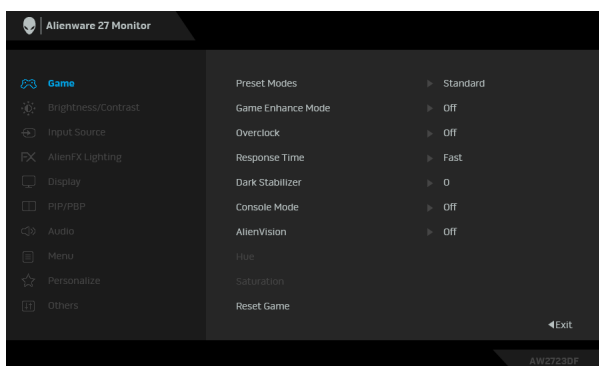 Alienware 27 Monitor
Game Preset Modes Standard
Brightness/Contrast Game Enhance Mode Off
Input Source Overclock Off
FX AlienFX Lighting Response Time Fast
Display Dark Stabilizer 0
PIP/PBP Console Mode Off
Audio AlienVision Off
Menu Hue
Personalize Saturation
Others Reset Game
Exit
AW2723DF